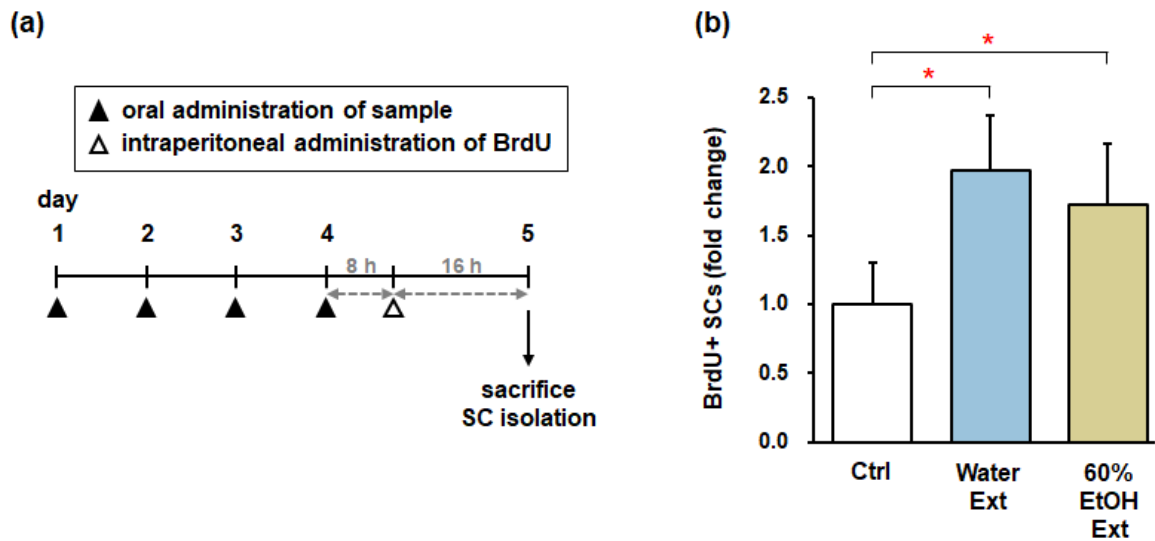 (a)
▲ oral administration of sample
△ intraperitoneal administration of BrdU
day
1 2 3 4 5
8 h 16 h
sacrifice
SC isolation
(b)
*
*
BrdU+ SCs (fold change)
2.5
2.0
1.5
1.0
0.5
0.0
Ctrl
Water
Ext
60%
EtOH
Ext